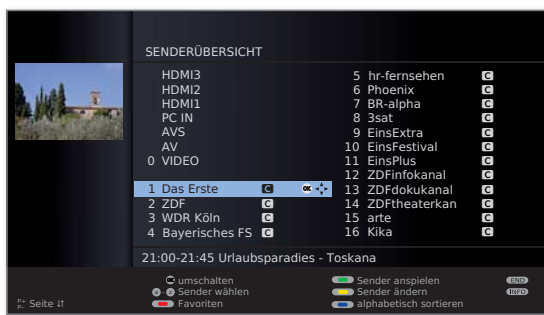 SENDERÜBERSICHT
HDMI3
HDMI2
HDMI1
PC IN
AVS
AV
0 VIDEO
1 Das Erste C OK
2 ZDF C
3 WDR Köln C
4 Bayerisches FS C
5 hr-fernsehen C
6 Phoenix C
7 BR-alpha C
8 3sat C
9 EinsExtra C
10 EinsFestival C
11 EinsPlus C
12 ZDFinfokanal C
13 ZDFdokukanal C
14 ZDFtheaterkan C
15 arte C
16 Kika C
21:00-21:45 Urlaubsparadies - Toskana
umschalten
Sender wählen
Favoriten
Sender anspielen
Sender ändern
alphabetisch sortieren
END
INFO
P+
P-
Seite